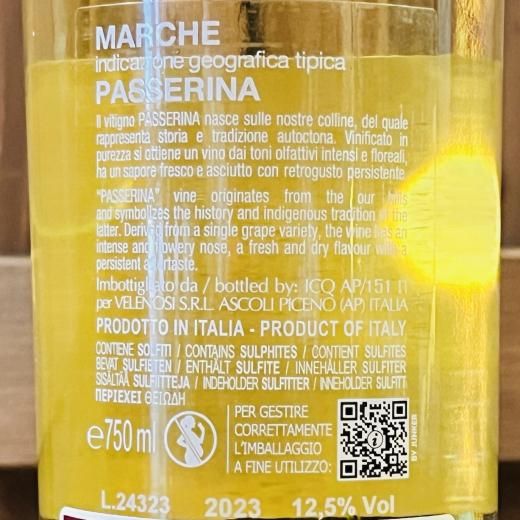 MARCHE
indicazione geografica tipica
PASSERINA
Il vitigno PASSERINA nasce sulle nostre colline, del quale
rappresenta storia e tradizione autoctona. Vinificato in
purezza si ottiene un vino dai toni olfattivi intensi e floreali,
ha un sapore fresco e asciutto con retrogusto persistente
"PASSERINA" vine originates from the our hills
and symbolizes the history and indigenous tradition of the
latter. Derived from a single grape variety, the wine has an
intense and flowery nose, a fresh and dry flavour with a
persistent aftertaste.
Imbottigliato da / bottled by: ICQ AP/151 IT
per VELENOSI S.R.L. ASCOLI PICENO (AP) ITALIA
PRODOTTO IN ITALIA - PRODUCT OF ITALY
CONTIENE SOLFITI / CONTAINS SULPHITES / CONTIENT SULFITES
BEVAT SULFIETEN / ENTHÄLT SULFITE / INNEHÅLLER SULFITER
SISÄLTÄÄ SULFIITTEJA / INDEHOLDER SULFITTER / INNEHOLDER SULFITT
ΠΕΡΙΕΧΕΙ ΘΕΙΩΔΗ
e750 ml
PER GESTIRE
CORRETTAMENTE
L'IMBALLAGGIO
A FINE UTILIZZO:
BY JUNKER
L.24323 2023 12,5% Vol